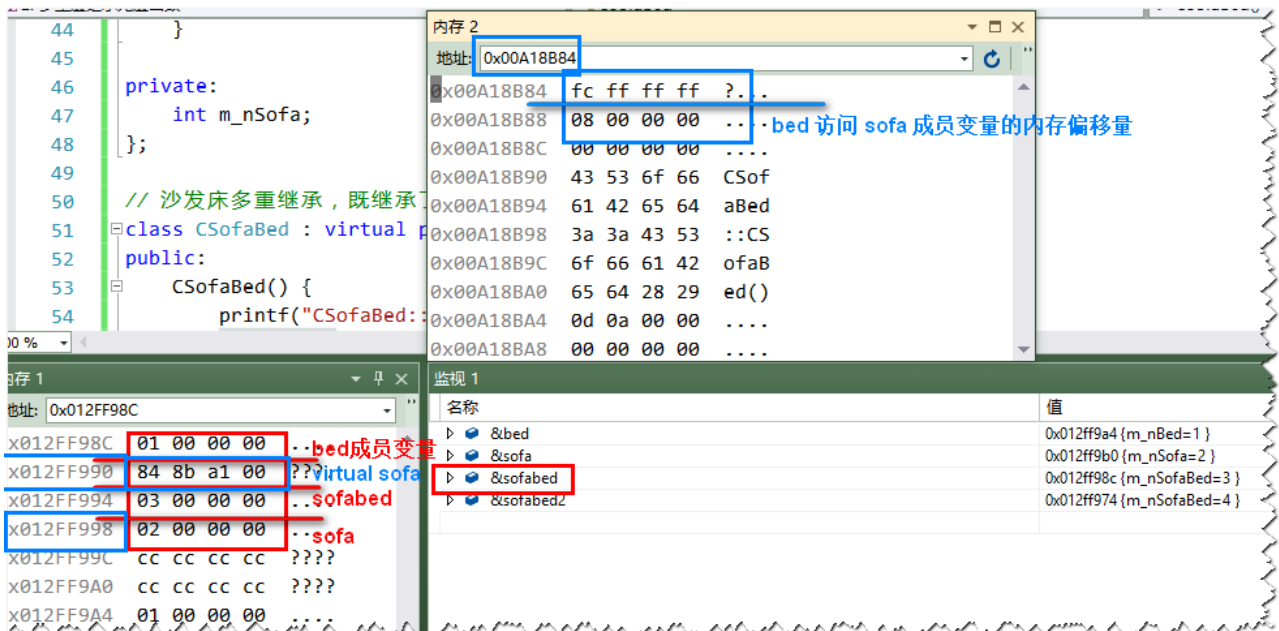 44 }
45
46 private:
47 int m_nSofa;
48 };
49
50 // 沙发床多重继承，既继承
51 class CSofaBed : virtual
52 public:
53 CSofaBed() {
54 printf("CSofaBed::
00 %
内存 2
地址: 0x00A18B84
0x00A18B84 fc ff ff ff ?...
0x00A18B88 08 00 00 00 ....
bed 访问 sofa 成员变量的内存偏移量
0x00A18B8C 00 00 00 00 ....
0x00A18B90 43 53 6f 66 CSof
0x00A18B94 61 42 65 64 aBed
0x00A18B98 3a 3a 43 53 ::CS
0x00A18B9C 6f 66 61 42 ofaB
0x00A18BA0 65 64 28 29 ed()
0x00A18BA4 0d 0a 00 00 ....
0x00A18BA8 00 00 00 00 ....
内存 1
地址: 0x012FF98C
x012FF98C 01 00 00 00 ..
bed成员变量
x012FF990 84 8b a1 00 ??
virtual sofa
x012FF994 03 00 00 00
sofabed
x012FF998 02 00 00 00 ..
sofa
x012FF99C cc cc cc cc ????
x012FF9A0 cc cc cc cc ????
x012FF9A4 01 00 00 00 ....
监视 1
名称 值
&bed 0x012ff9a4 {m_nBed=1 }
&sofa 0x012ff9b0 {m_nSofa=2 }
&sofabed 0x012ff98c {m_nSofaBed=3 }
&sofabed2 0x012ff974 {m_nSofaBed=4 }